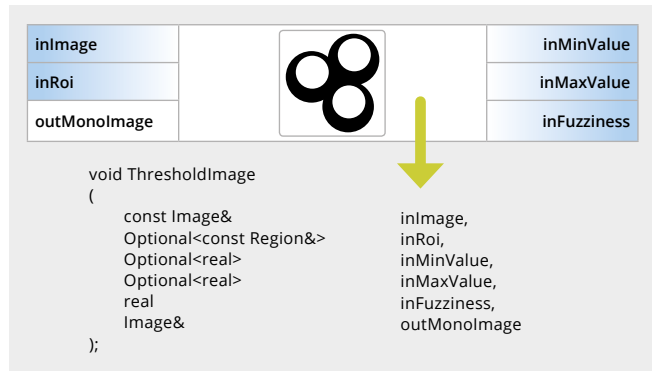 inImage inMinValue
inRoi inMaxValue
outMonoImage inFuzziness
void ThresholdImage
(
const Image& inImage,
Optional<const Region&> inRoi,
Optional<real> inMinValue,
Optional<real> inMaxValue,
real inFuzziness,
Image& outMonoImage
);